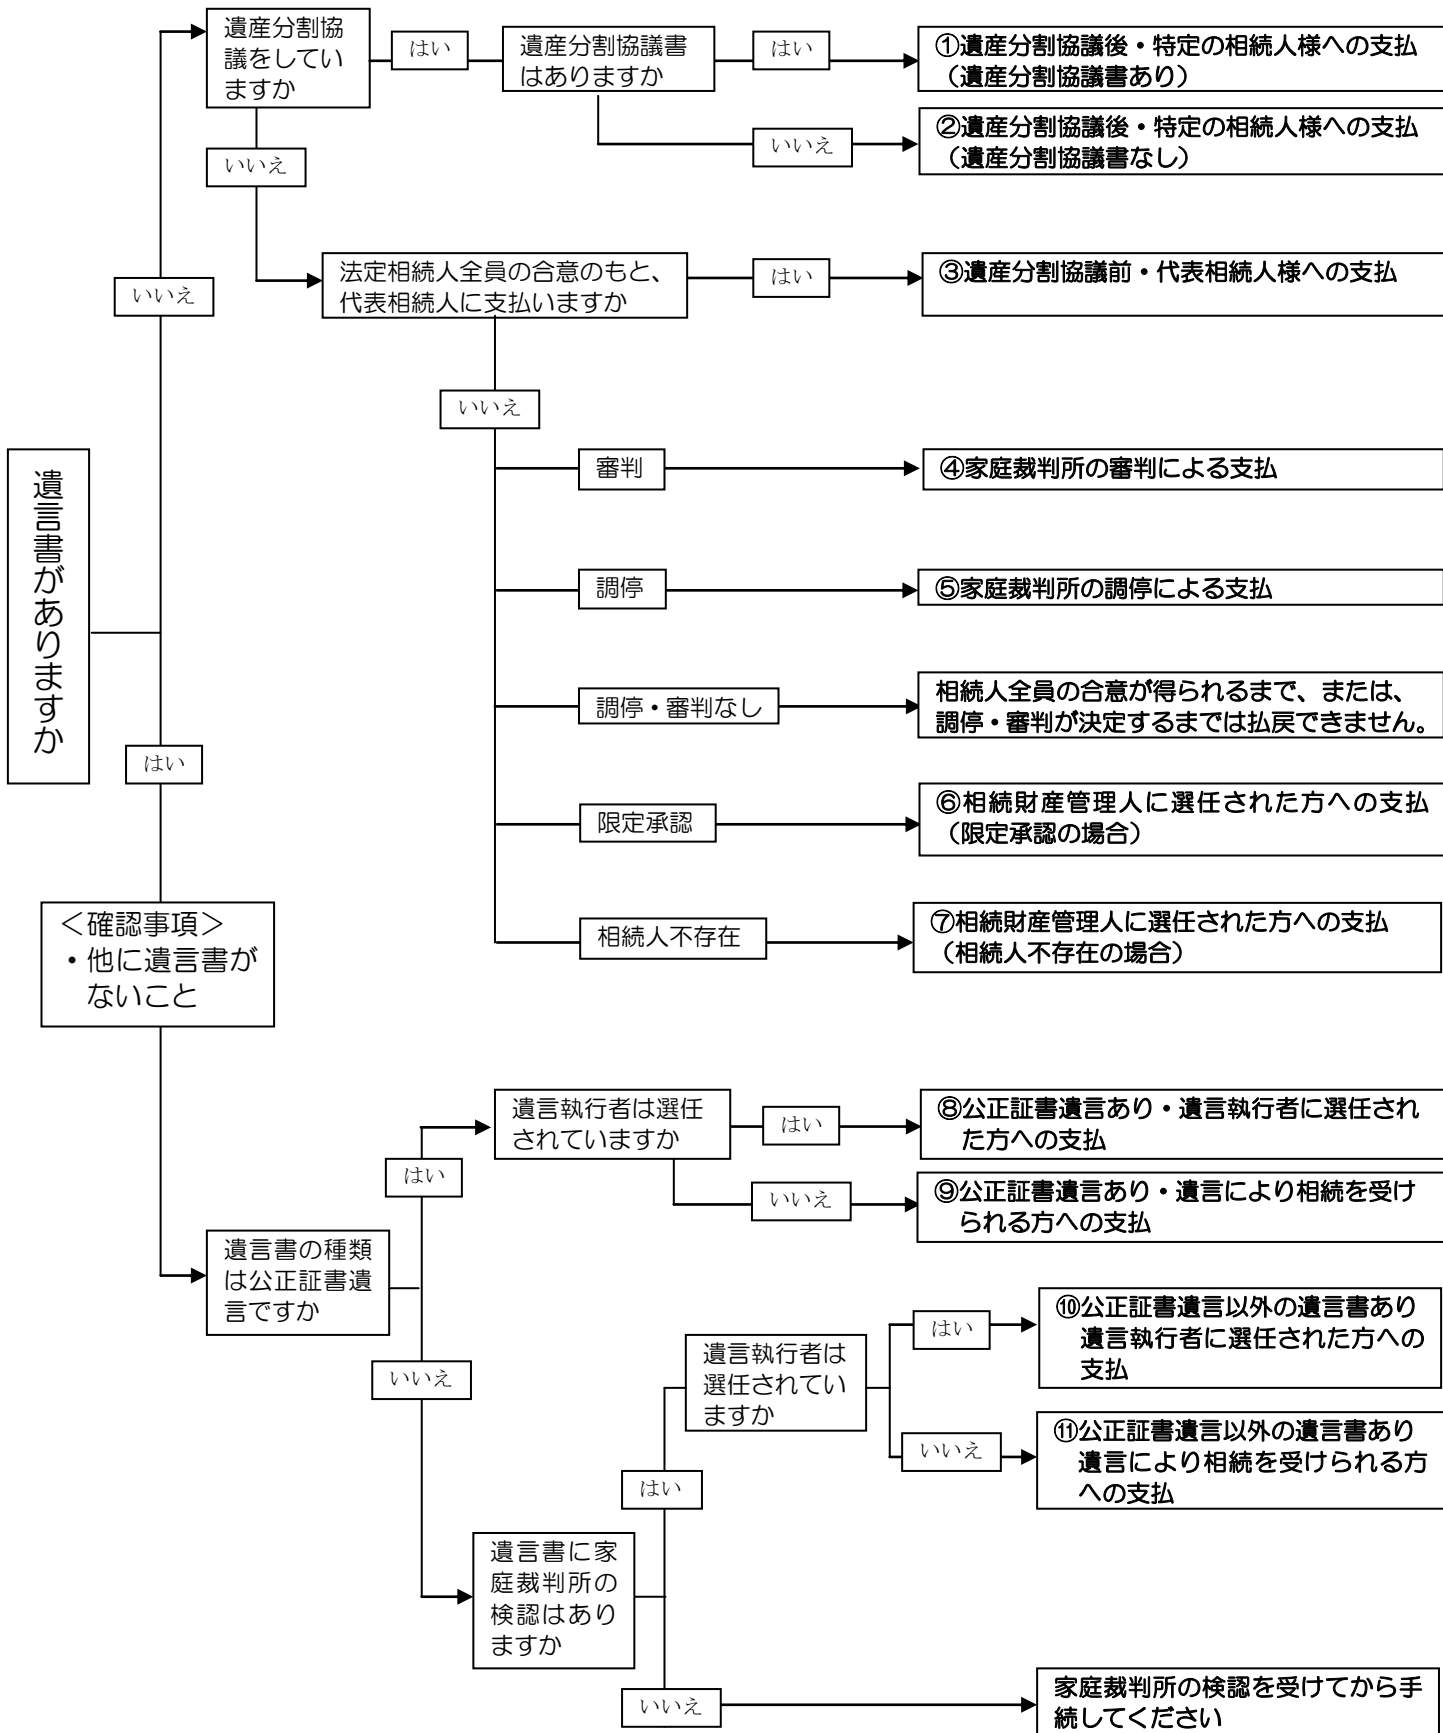 遺産分割協
議をしてい
ますか
はい
遺産分割協議書
はありますか
はい
①遺産分割協議後・特定の相続人様への支払
（遺産分割協議書あり）
いいえ
②遺産分割協議後・特定の相続人様への支払
（遺産分割協議書なし）
いいえ
いいえ
法定相続人全員の合意のもと、
代表相続人に支払いますか
はい
③遺産分割協議前・代表相続人様への支払
いいえ
審判
④家庭裁判所の審判による支払
遺言書がありますか
調停
⑤家庭裁判所の調停による支払
調停・審判なし
相続人全員の合意が得られるまで、または、
調停・審判が決定するまでは払戻できません。
はい
限定承認
⑥相続財産管理人に選任された方への支払
（限定承認の場合）
＜確認事項＞
・他に遺言書が
ないこと
相続人不存在
⑦相続財産管理人に選任された方への支払
（相続人不存在の場合）
遺言執行者は選任
されていますか
はい
⑧公正証書遺言あり・遺言執行者に選任され
た方への支払
はい
いいえ
⑨公正証書遺言あり・遺言により相続を受け
られる方への支払
遺言書の種類
は公正証書遺
言ですか
いいえ
遺言執行者は
選任されてい
ますか
はい
⑩公正証書遺言以外の遺言書あり
遺言執行者に選任された方への
支払
いいえ
⑪公正証書遺言以外の遺言書あり
遺言により相続を受けられる方
への支払
はい
遺言書に家
庭裁判所の
検認はあり
ますか
いいえ
家庭裁判所の検認を受けてから手
続してください